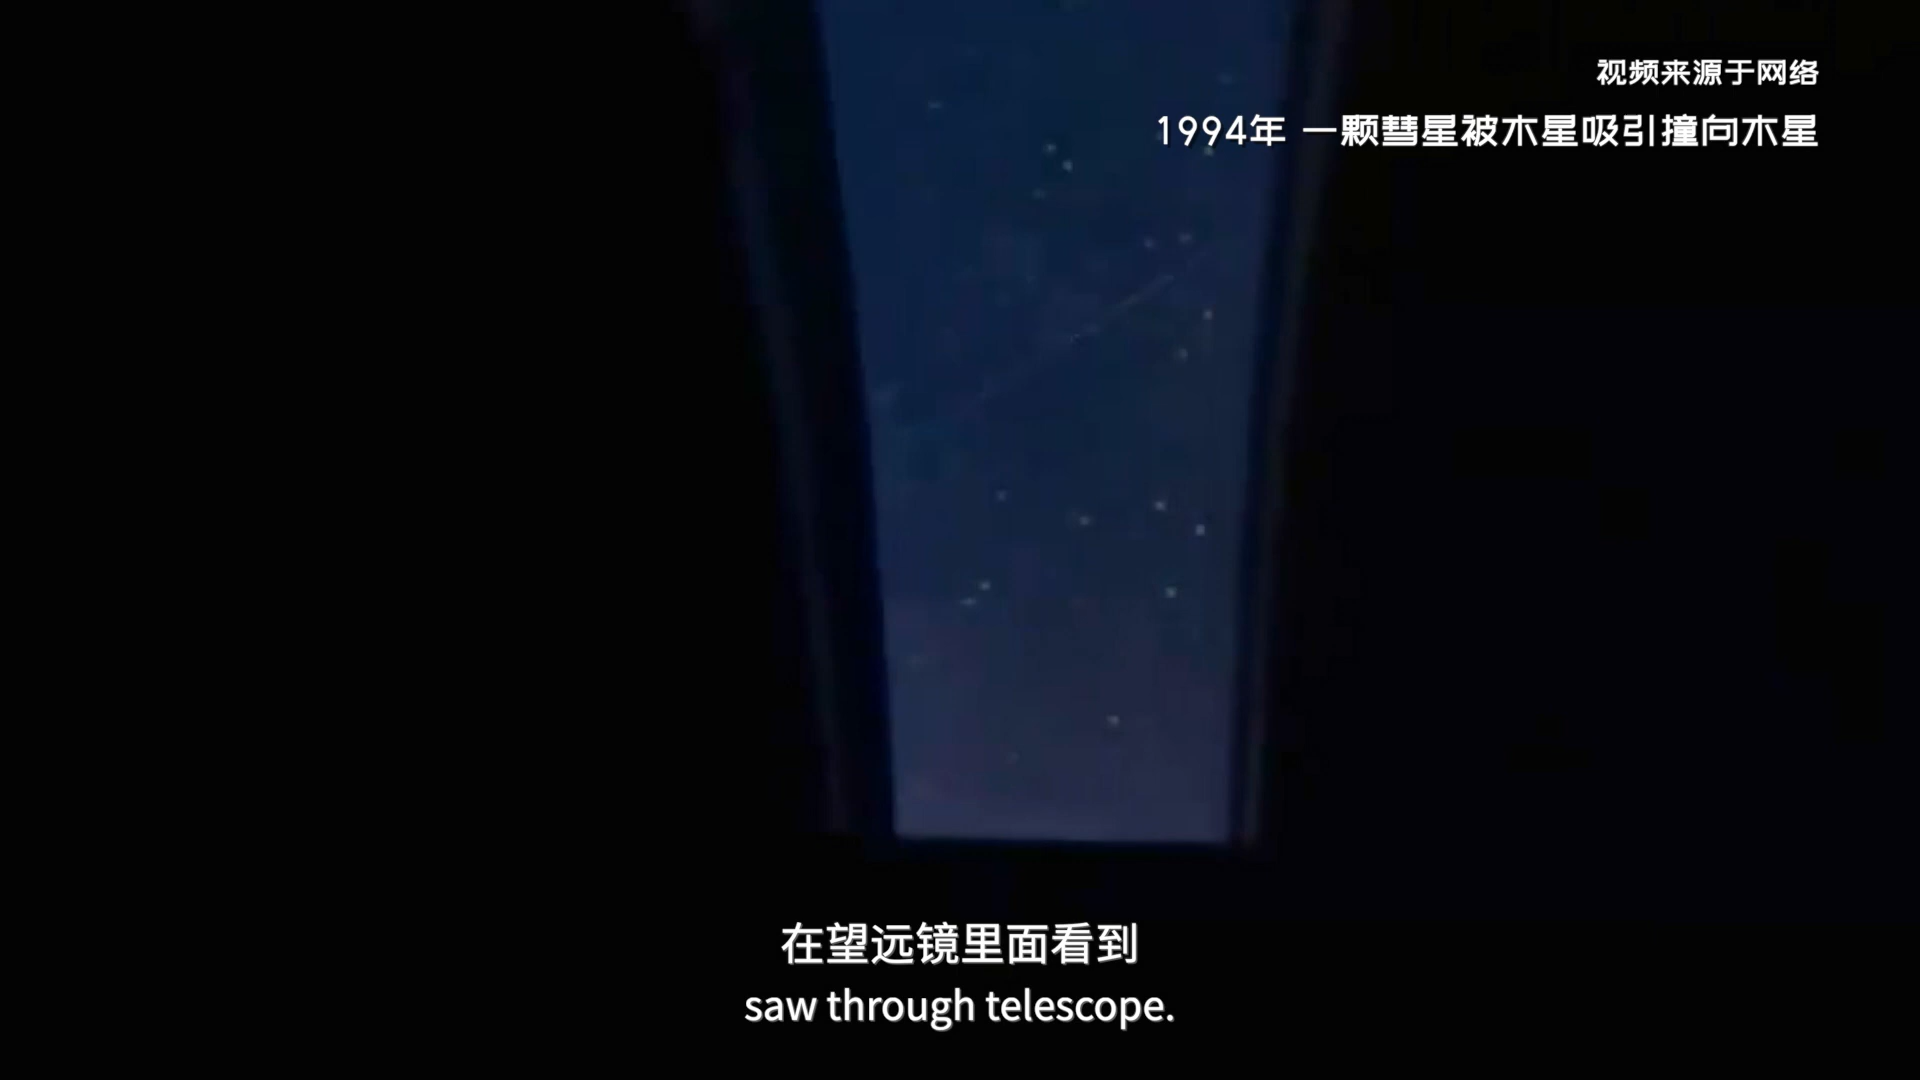 视频来源于网络
1994年 一颗彗星被木星吸引撞向木星
在望远镜里面看到
saw through telescope.